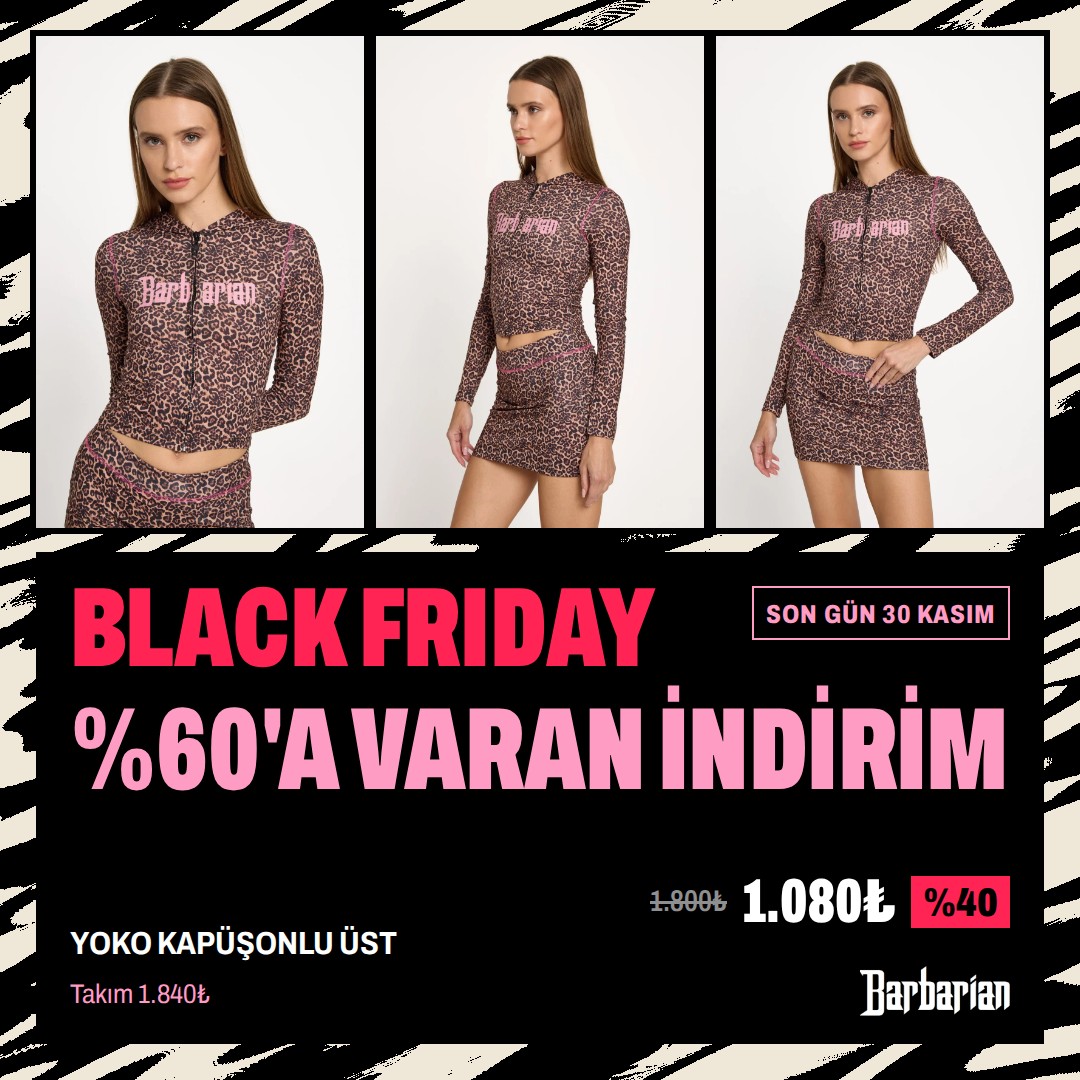 Barbarian
Barbarian
Barbarian
BLACK FRIDAY
SON GÜN 30 KASIM
%60'A VARAN İNDİRİM
1.800₺ 1.080₺ %40
YOKO KAPÜŞONLU ÜST
Takım 1.840₺
Barbarian